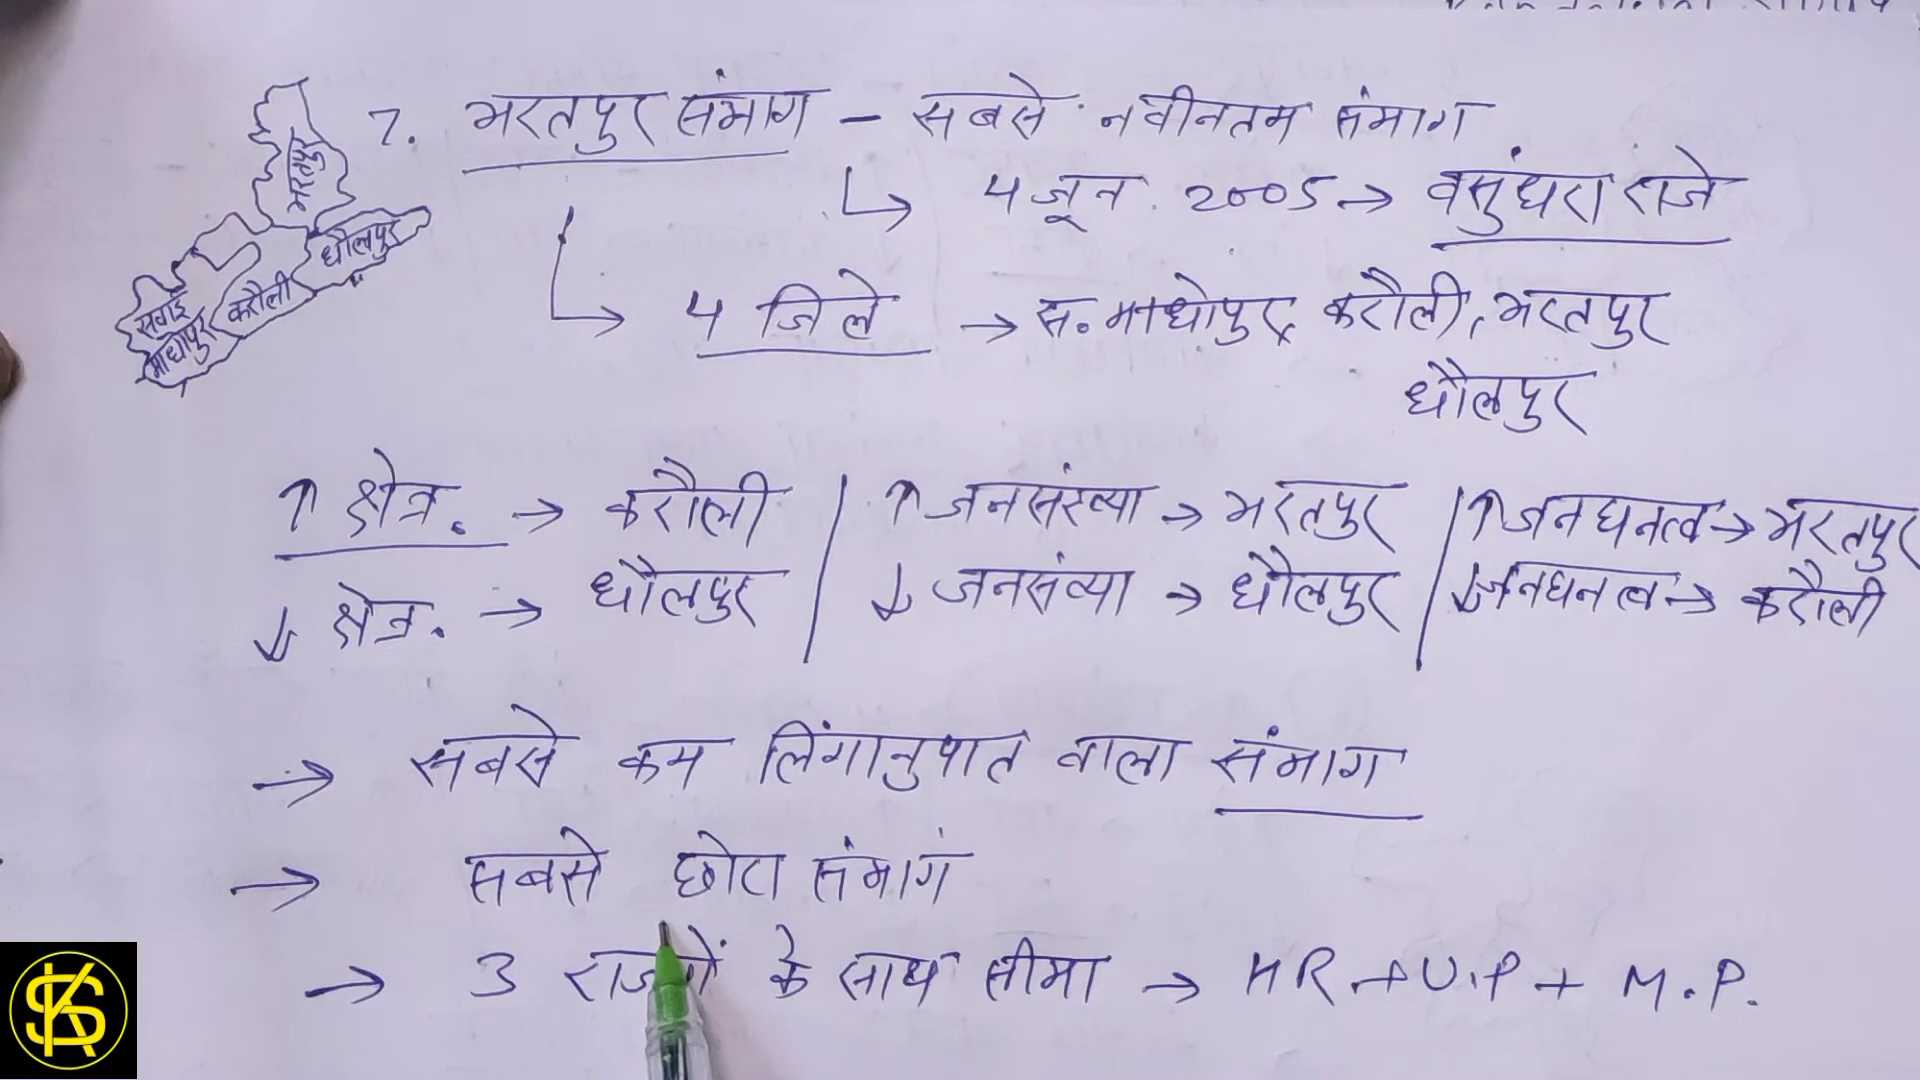 7. भरतपुर संभाग – सबसे नवीनतम संभाग
↳ 4 जून 2005 → वसुंधरा राजे
↳ 4 जिले → स. माधोपुर, करौली, भरतपुर
धौलपुर
भरतपुर
धौलपुर
करौली
सवाई
माधोपुर
↑ क्षेत्र. → करौली | ↑ जनसंख्या → भरतपुर | ↑ जनघनत्व → भरतपुर
↓ क्षेत्र. → धौलपुर | ↓ जनसंख्या → धौलपुर | ↓ जनघनत्व → करौली
→ सबसे कम लिंगानुपात वाला संभाग
→ सबसे छोटा संभाग
→ 3 राज्यों के साथ सीमा → HR + U.P + M.P.